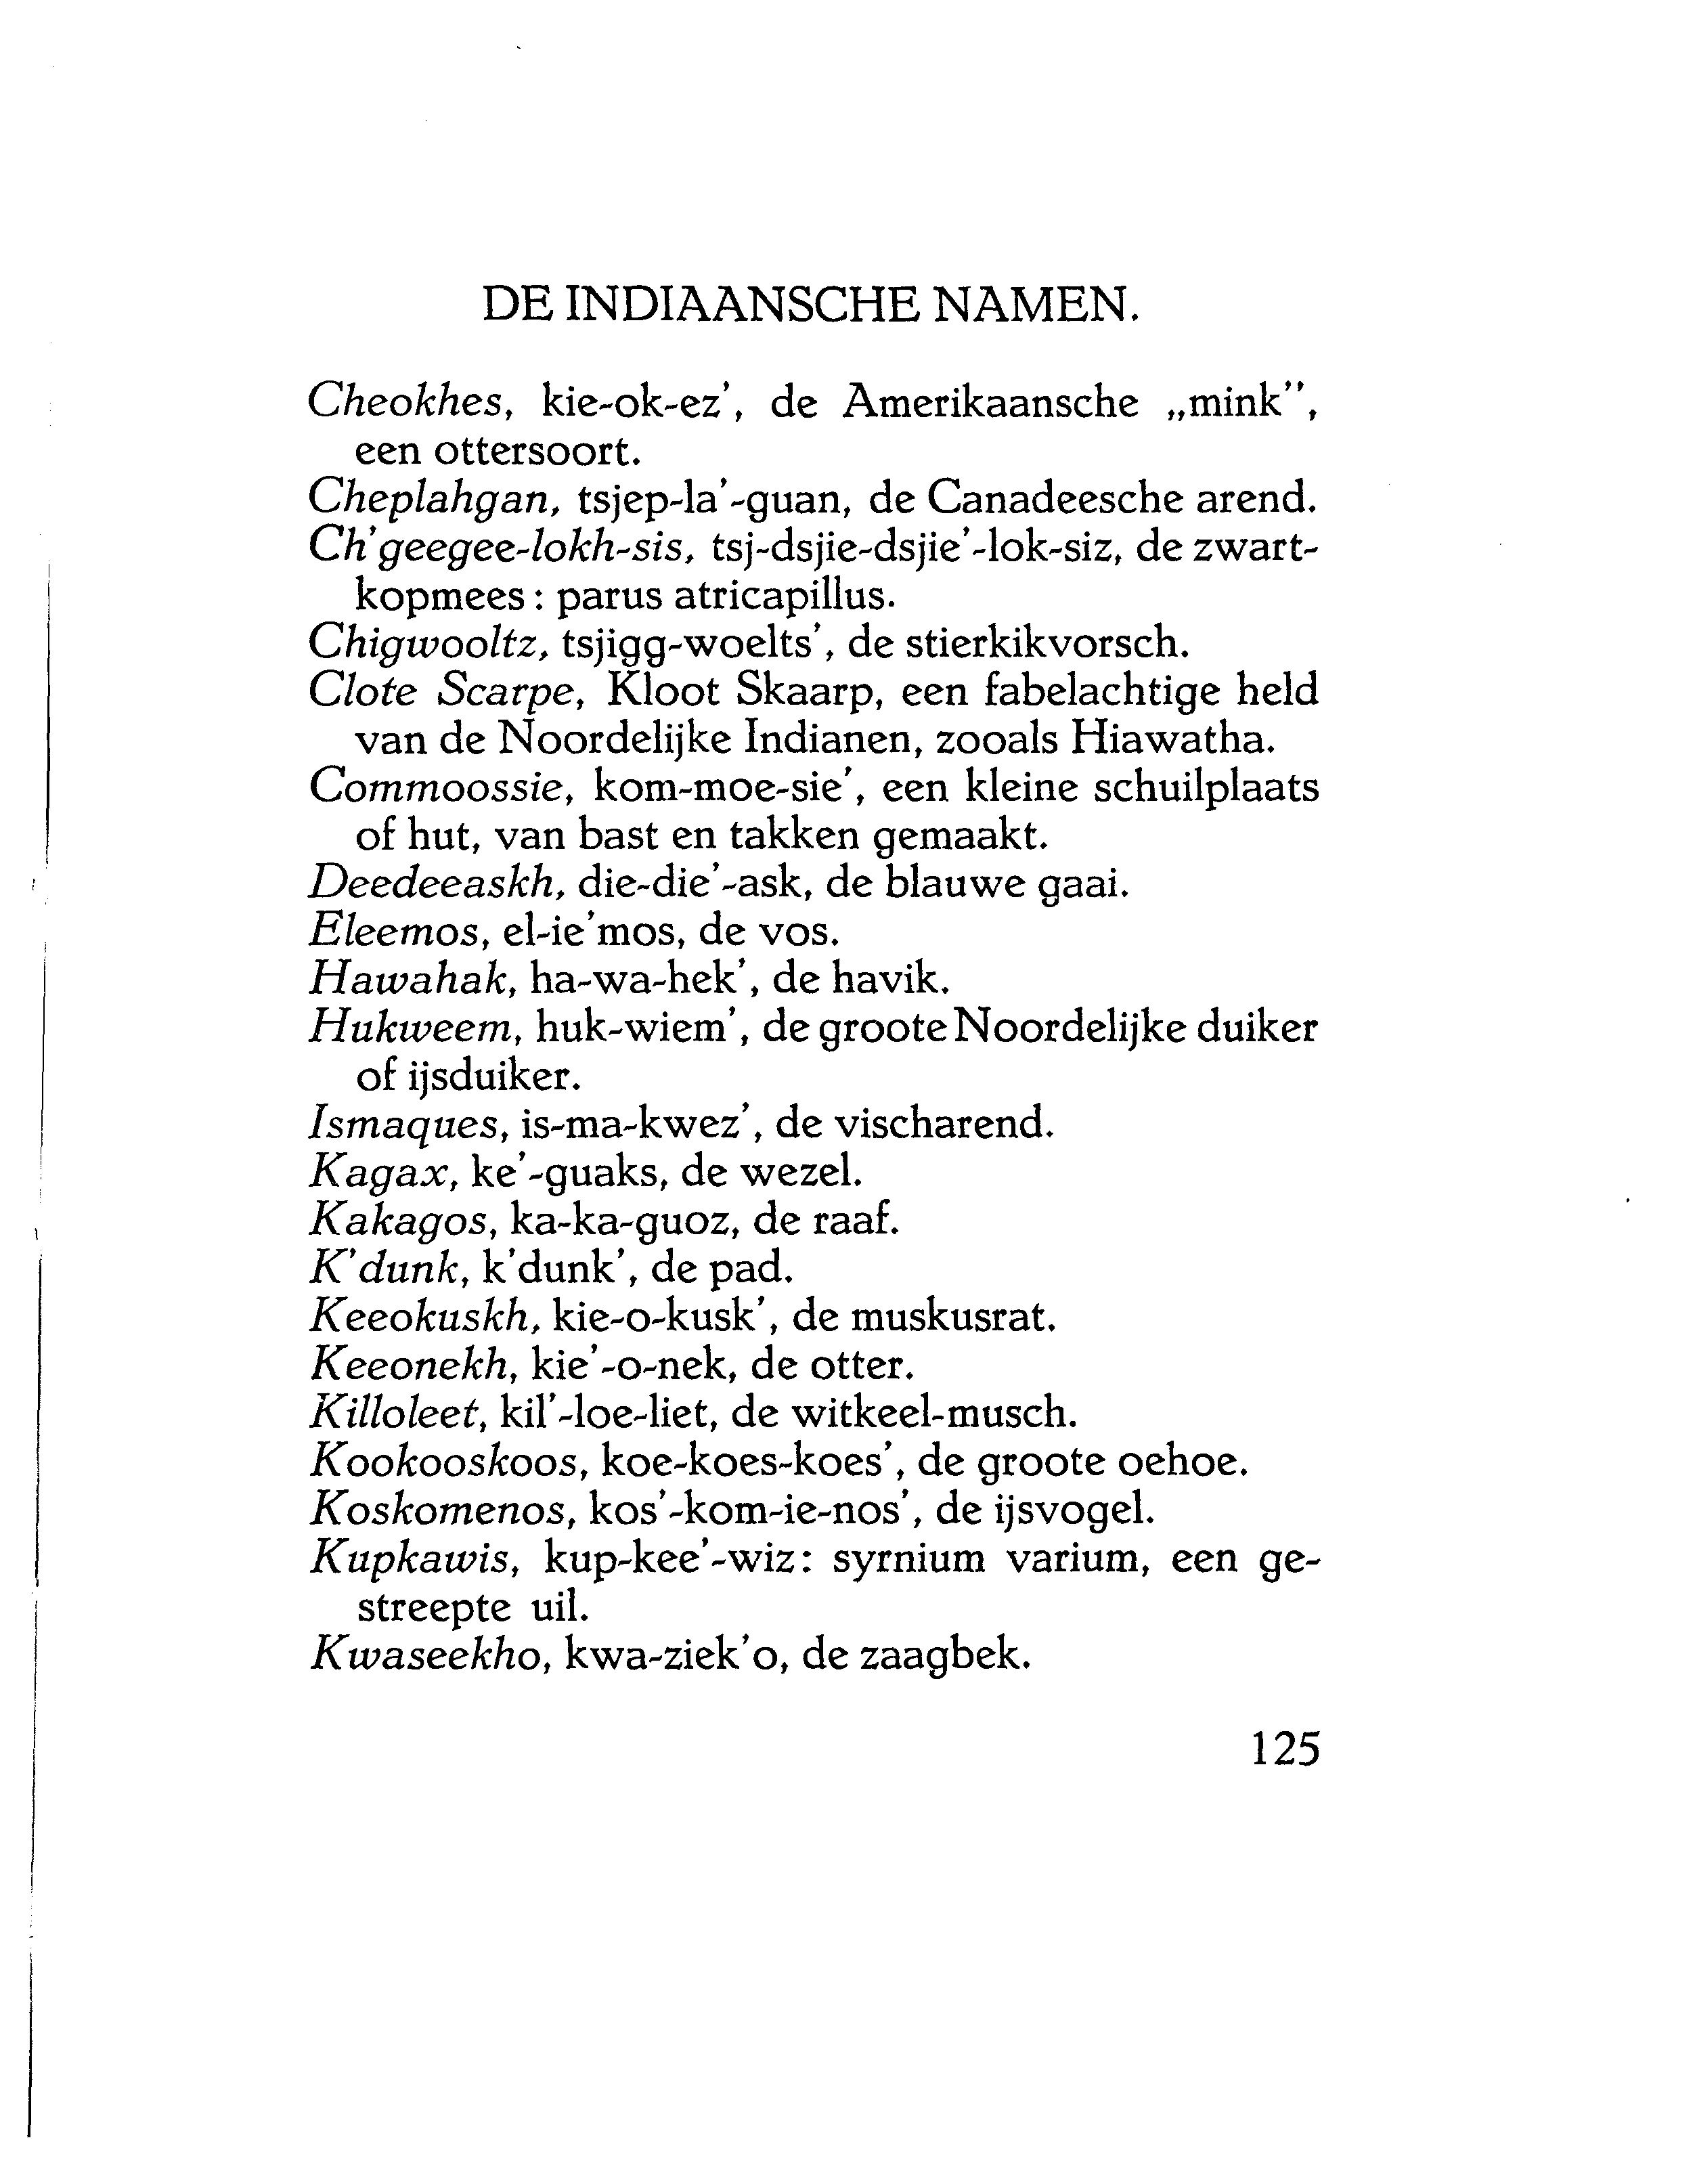 DE INDIAANSCHE NAMEN.
Cheokhes, kie-ok-ez’, de Amerikaansche „mink’’,
een ottersoort.
Cheplahgan, tsjep-la’-guan, de Canadeesche arend.
Ch’geegee-lokh-sis, tsj-dsjie-dsjie’-lok-siz, de zwart-
kopmees : parus atricapillus.
Chigwooltz, tsjigg-woelts’, de stierkikvorsch.
Clote Scarpe, Kloot Skaarp, een fabelachtige held
van de Noordelijke Indianen, zooals Hiawatha.
Commoossie, kom-moe-sie’, een kleine schuilplaats
of hut, van bast en takken gemaakt.
Deedeeaskh, die-die’-ask, de blauwe gaai.
Eleemos, el-ie’mos, de vos.
Hawahak, ha-wa-hek’, de havik.
Hukweem, huk-wiem’, de groote Noordelijke duiker
of ijsduiker.
Ismaques, is-ma-kwez’, de vischarend.
Kagax, ke’-guaks, de wezel.
Kakagos, ka-ka-guoz, de raaf.
K’dunk, k’dunk’, de pad.
Keeokuskh, kie-o-kusk’, de muskusrat.
Keeonekh, kie’-o-nek, de otter.
Killoleet, kil’-loe-liet, de witkeel-musch.
Kookooskoos, koe-koes-koes’, de groote oehoe.
Koskomenos, kos’-kom-ie-nos’, de ijsvogel.
Kupkawis, kup-kee’-wiz: syrnium varium, een ge-
streepte uil.
Kwaseekho, kwa-ziek’o, de zaagbek.
125